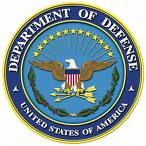 DEPARTMENT OF DEFENSE
UNITED STATES OF AMERICA